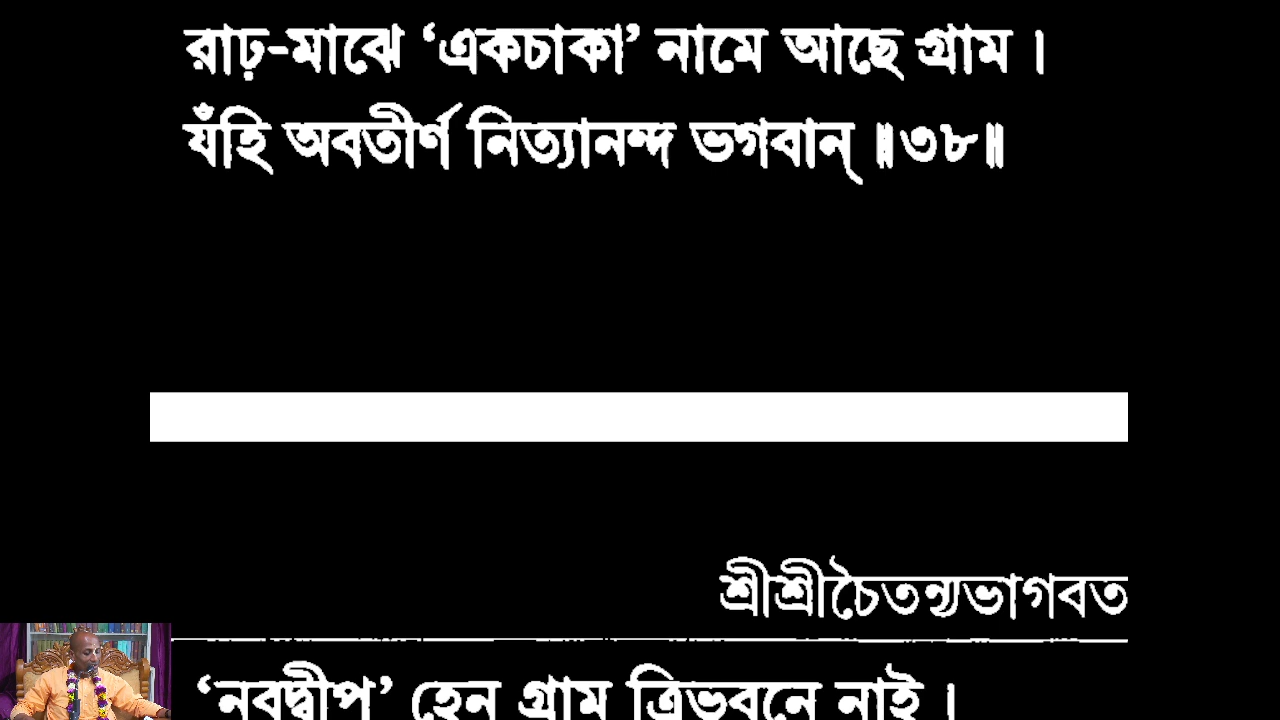 রাঢ়-মাঝে ‘একচাকা’ নামে আছে গ্রাম ।
যঁহি অবতীর্ণ নিত্যানন্দ ভগবান্ ॥৩৮॥
শ্রীশ্রীচৈতন্যভাগবত
‘নবদ্বীপ’ হেন গ্রাম ত্রিভুবনে নাই ।